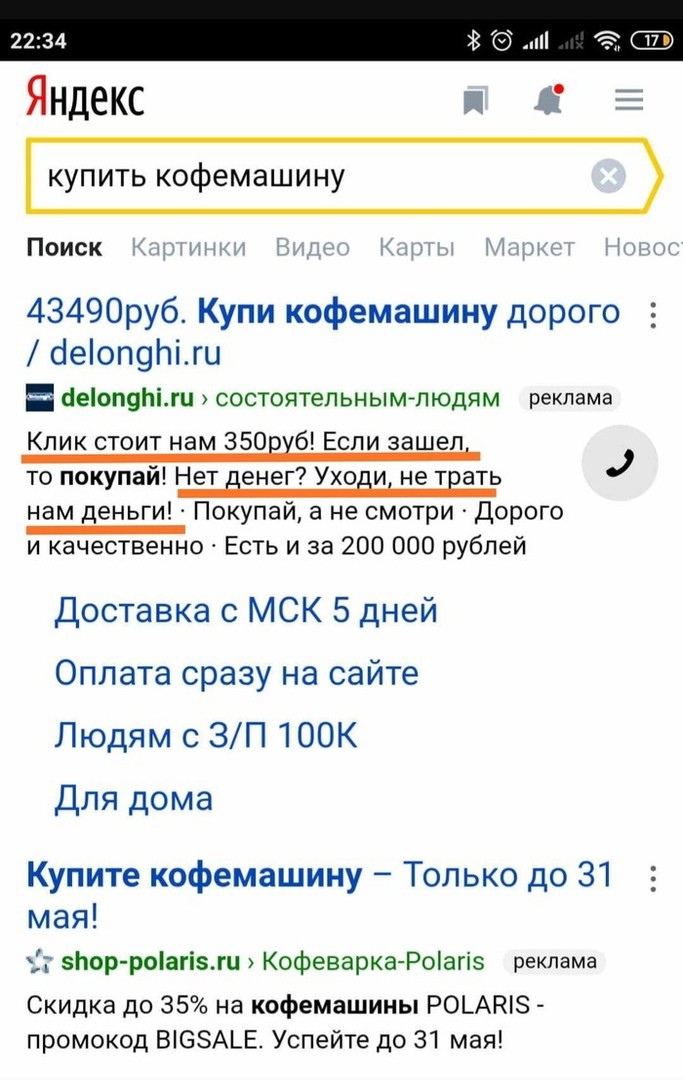 22:34
17
Яндекс
купить кофемашину
Поиск Картинки Видео Карты Маркет Новос
43490руб. Купи кофемашину дорого
/ delonghi.ru
delonghi.ru › состоятельным-людям реклама
Клик стоит нам 350руб! Если зашел,
то покупай! Нет денег? Уходи, не трать
нам деньги! · Покупай, а не смотри · Дорого
и качественно · Есть и за 200 000 рублей
Доставка с МСК 5 дней
Оплата сразу на сайте
Людям с З/П 100К
Для дома
Купите кофемашину – Только до 31
мая!
shop-polaris.ru › Кофеварка-Polaris реклама
Скидка до 35% на кофемашины POLARIS -
промокод BIGSALE. Успейте до 31 мая!